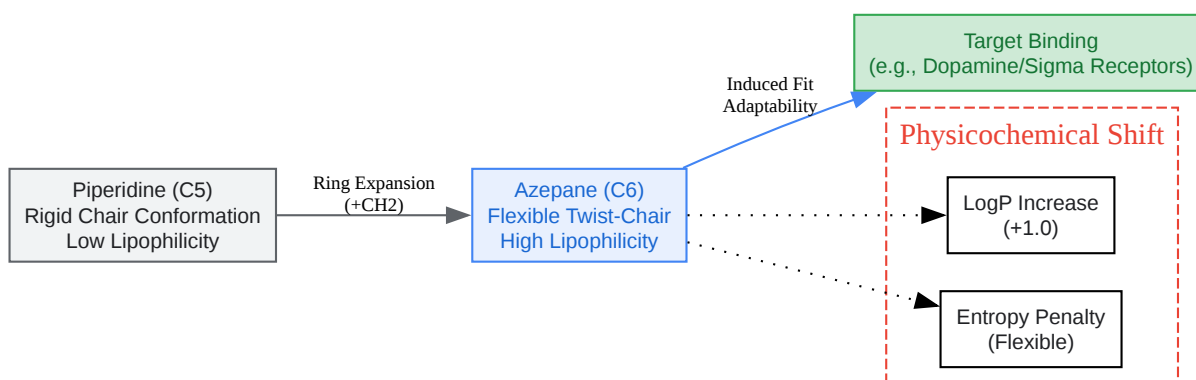 Piperidine (C5)
Rigid Chair Conformation
Low Lipophilicity
Ring Expansion
(+CH2)
Azepane (C6)
Flexible Twist-Chair
High Lipophilicity
Induced Fit
Adaptability
Target Binding
(e.g., Dopamine/Sigma Receptors)
Physicochemical Shift
LogP Increase
(+1.0)
Entropy Penalty
(Flexible)